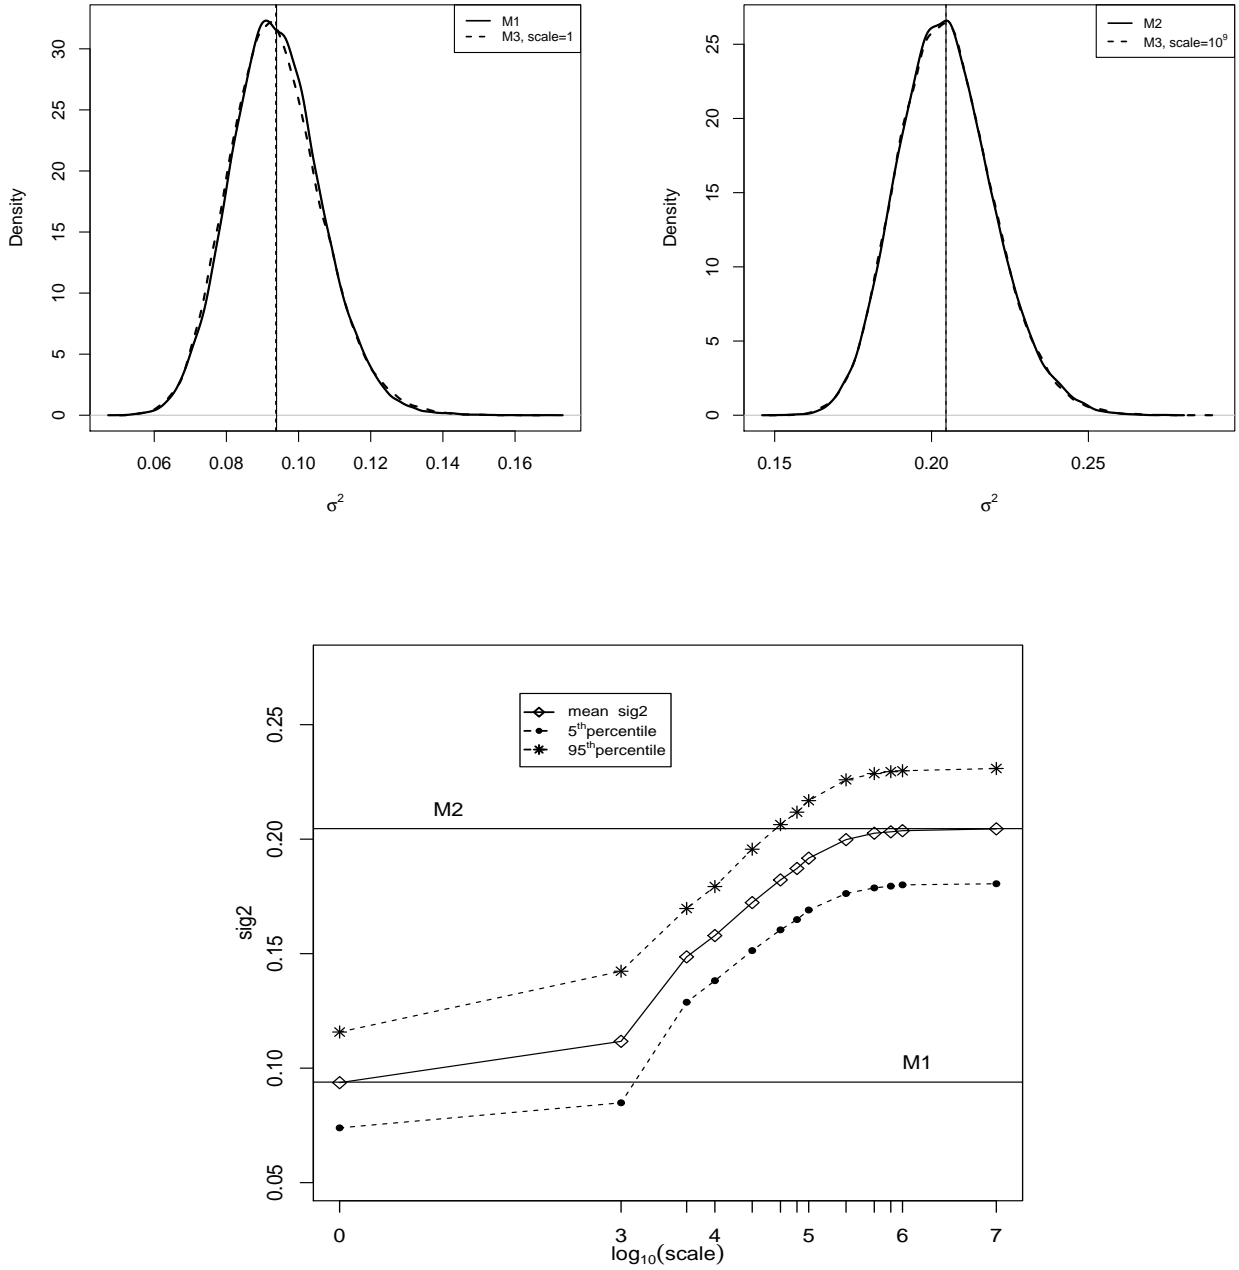 M1
M3, scale=1
Density
0 5 10 15 20 25 30
0.06 0.08 0.10 0.12 0.14 0.16
σ²
M2
M3, scale=10⁹
Density
0 5 10 15 20 25
0.15 0.20 0.25
σ²
mean sig2
5ᵗʰpercentile
95ᵗʰpercentile
M2
M1
sig2
0.05 0.10 0.15 0.20 0.25
0 3 4 5 6 7
log₁₀(scale)